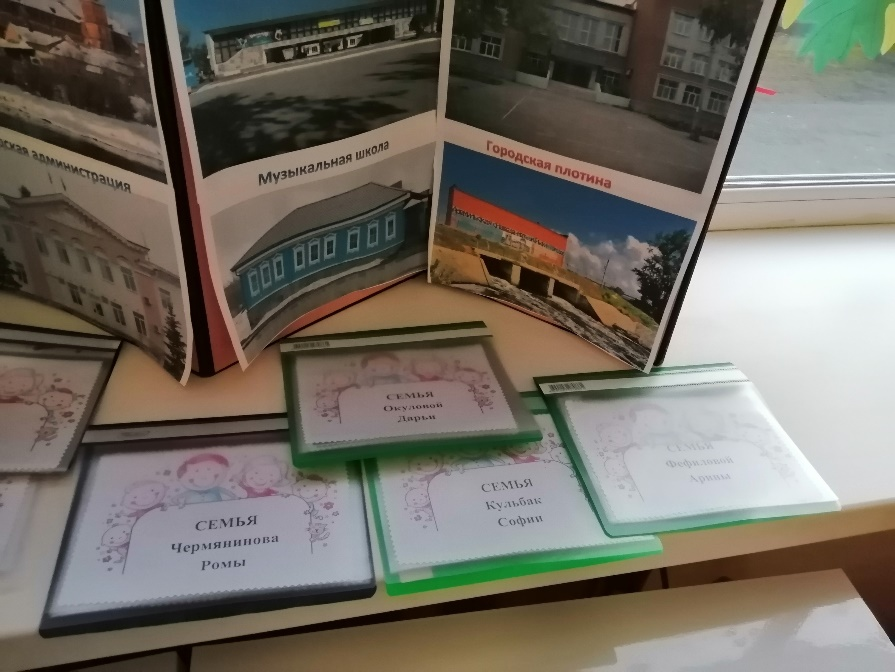 ская администрация
Музыкальная школа
Городская плотина
СЕМЬЯ
Окуловой
Дарьи
СЕМЬЯ
Фефиловой
Арины
СЕМЬЯ
Кульбак
Софии
СЕМЬЯ
Чермянинова
Ромы